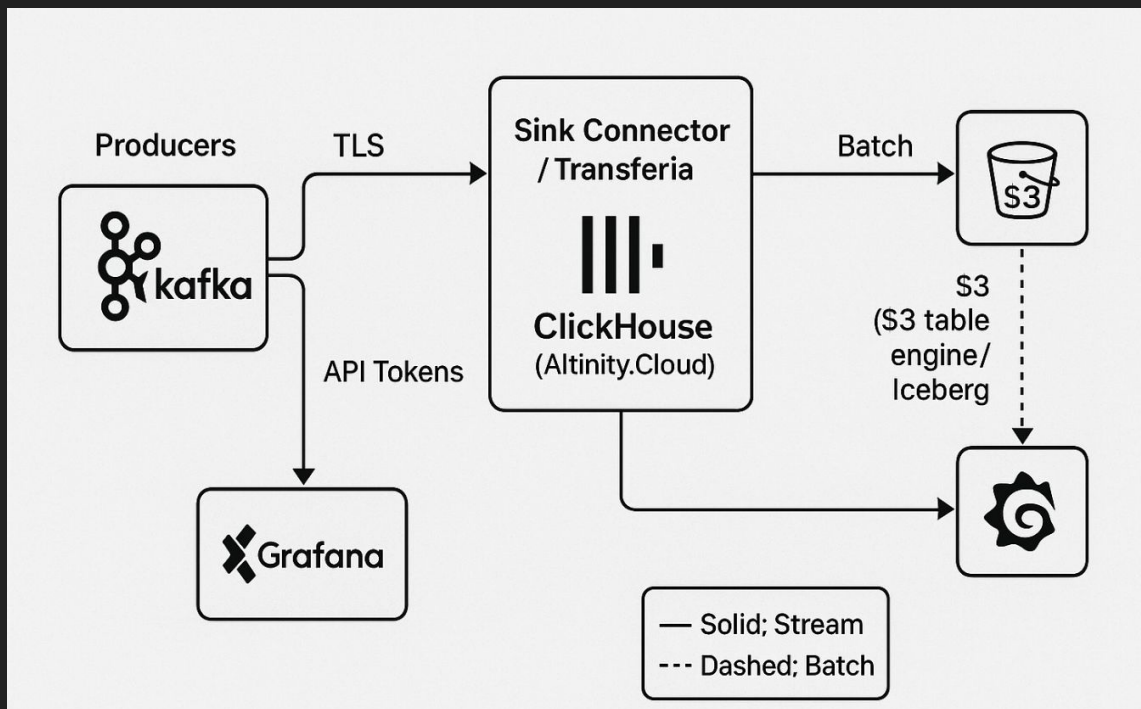 Producers
kafka
TLS
API Tokens
Sink Connector
/ Transferia
ClickHouse
(Altinity.Cloud)
Batch
$3
$3
($3 table
engine/
Iceberg
Grafana
Solid; Stream
Dashed; Batch